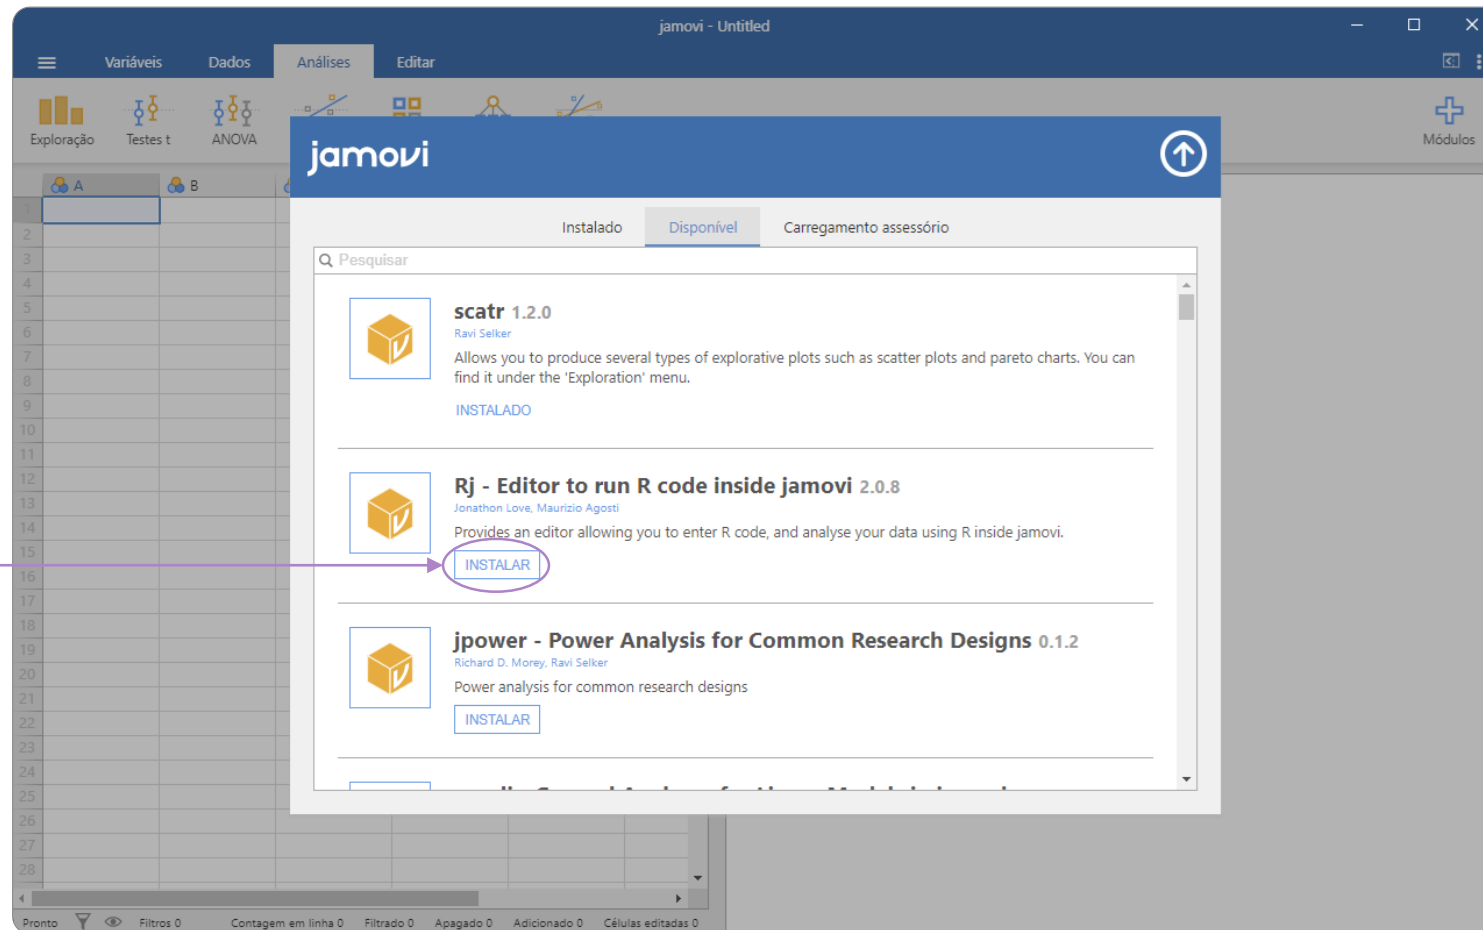 jamovi - Untitled
Variáveis Dados Análises Editar
Exploração Testes t ANOVA Módulos
jamovi
A B
Instalado Disponível Carregamento assessório
Pesquisar
scatr 1.2.0
Ravi Selker
Allows you to produce several types of explorative plots such as scatter plots and pareto charts. You can
find it under the 'Exploration' menu.
INSTALADO
Rj - Editor to run R code inside jamovi 2.0.8
Jonathon Love, Maurizio Agosti
Provides an editor allowing you to enter R code, and analyse your data using R inside jamovi.
INSTALAR
jpower - Power Analysis for Common Research Designs 0.1.2
Richard D. Morey, Ravi Selker
Power analysis for common research designs
INSTALAR
1
2
3
4
5
6
7
8
9
10
11
12
13
14
15
16
17
18
19
20
21
22
23
24
25
26
27
28
Pronto Filtros 0 Contagem em linha 0 Filtrado 0 Apagado 0 Adicionado 0 Células editadas 0